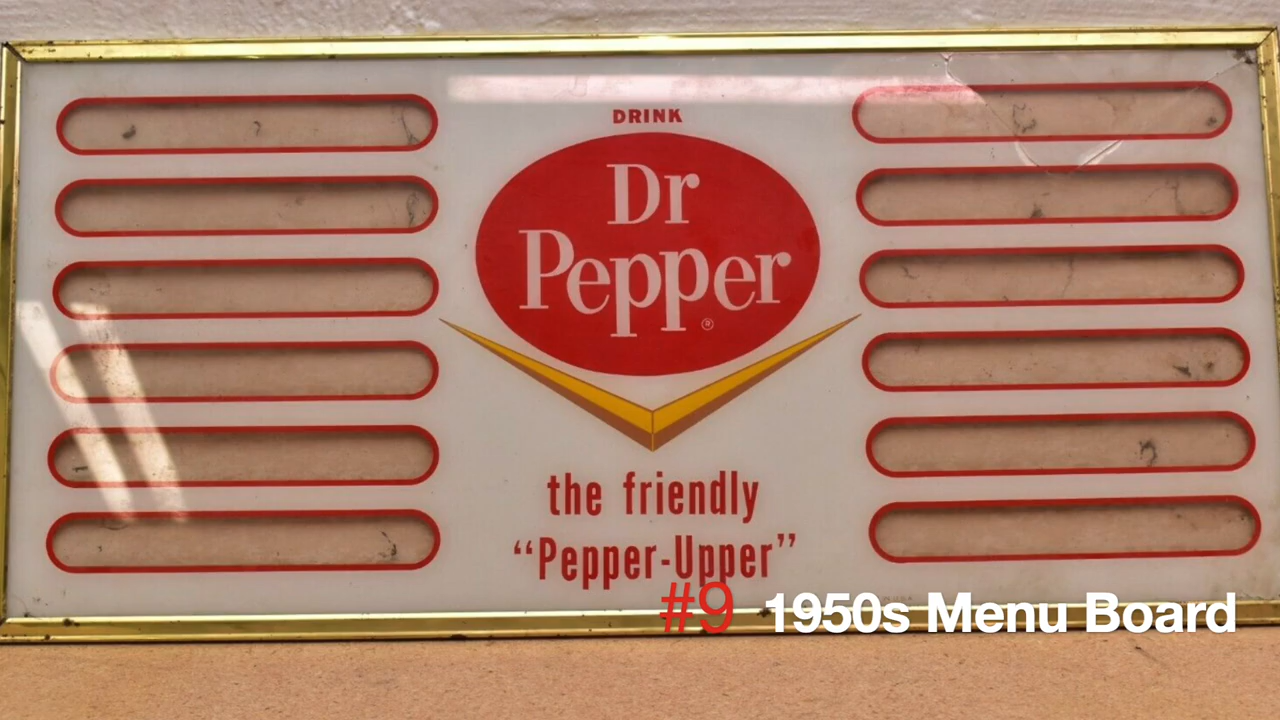 DRINK
Dr
Pepper
®
the friendly
“Pepper-Upper”
#9 1950s Menu Board